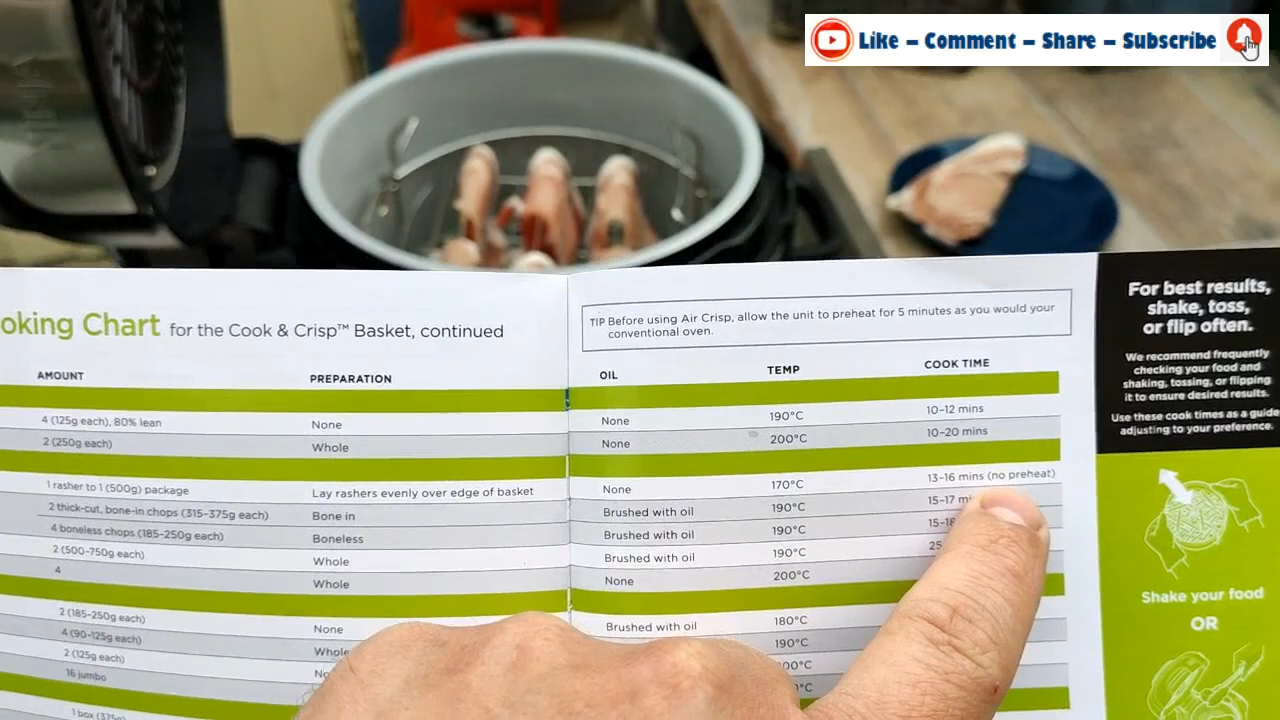 Like – Comment – Share – Subscribe
oking Chart for the Cook & Crisp™ Basket, continued
TIP Before using Air Crisp, allow the unit to preheat for 5 minutes as you would your
conventional oven.
AMOUNT PREPARATION OIL TEMP COOK TIME
4 (125g each), 80% lean None None 190°C 10-12 mins
2 (250g each) Whole None 200°C 10-20 mins
1 rasher to 1 (500g) package Lay rashers evenly over edge of basket None 170°C 13-16 mins (no preheat)
2 thick-cut, bone-in chops (315-375g each) Bone in Brushed with oil 190°C 15-17
4 boneless chops (185-250g each) Boneless Brushed with oil 190°C
2 (500-750g each) Whole Brushed with oil 190°C
4 Whole None 200°C
2 (185-250g each) None Brushed with oil 180°C
4 (90-125g each) Whole 190°C
2 (125g each)
16 jumbo
1 box (375g)
For best results,
shake, toss,
or flip often.
We recommend frequently
checking your food and
shaking, tossing, or flipping
it to ensure desired results.
Use these cook times as a guide
adjusting to your preference.
Shake your food
OR